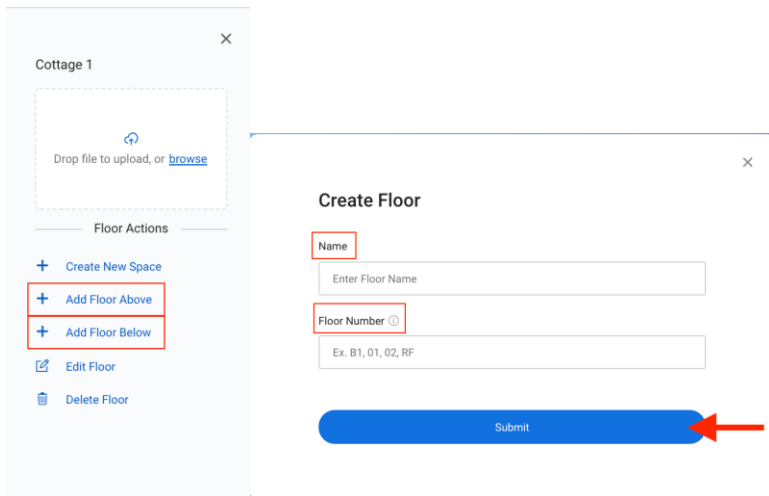 Cottage 1
Drop file to upload, or browse
Floor Actions
Create New Space
Add Floor Above
Add Floor Below
Edit Floor
Delete Floor
Create Floor
Name
Enter Floor Name
Floor Number
Ex. B1, 01, 02, RF
Submit